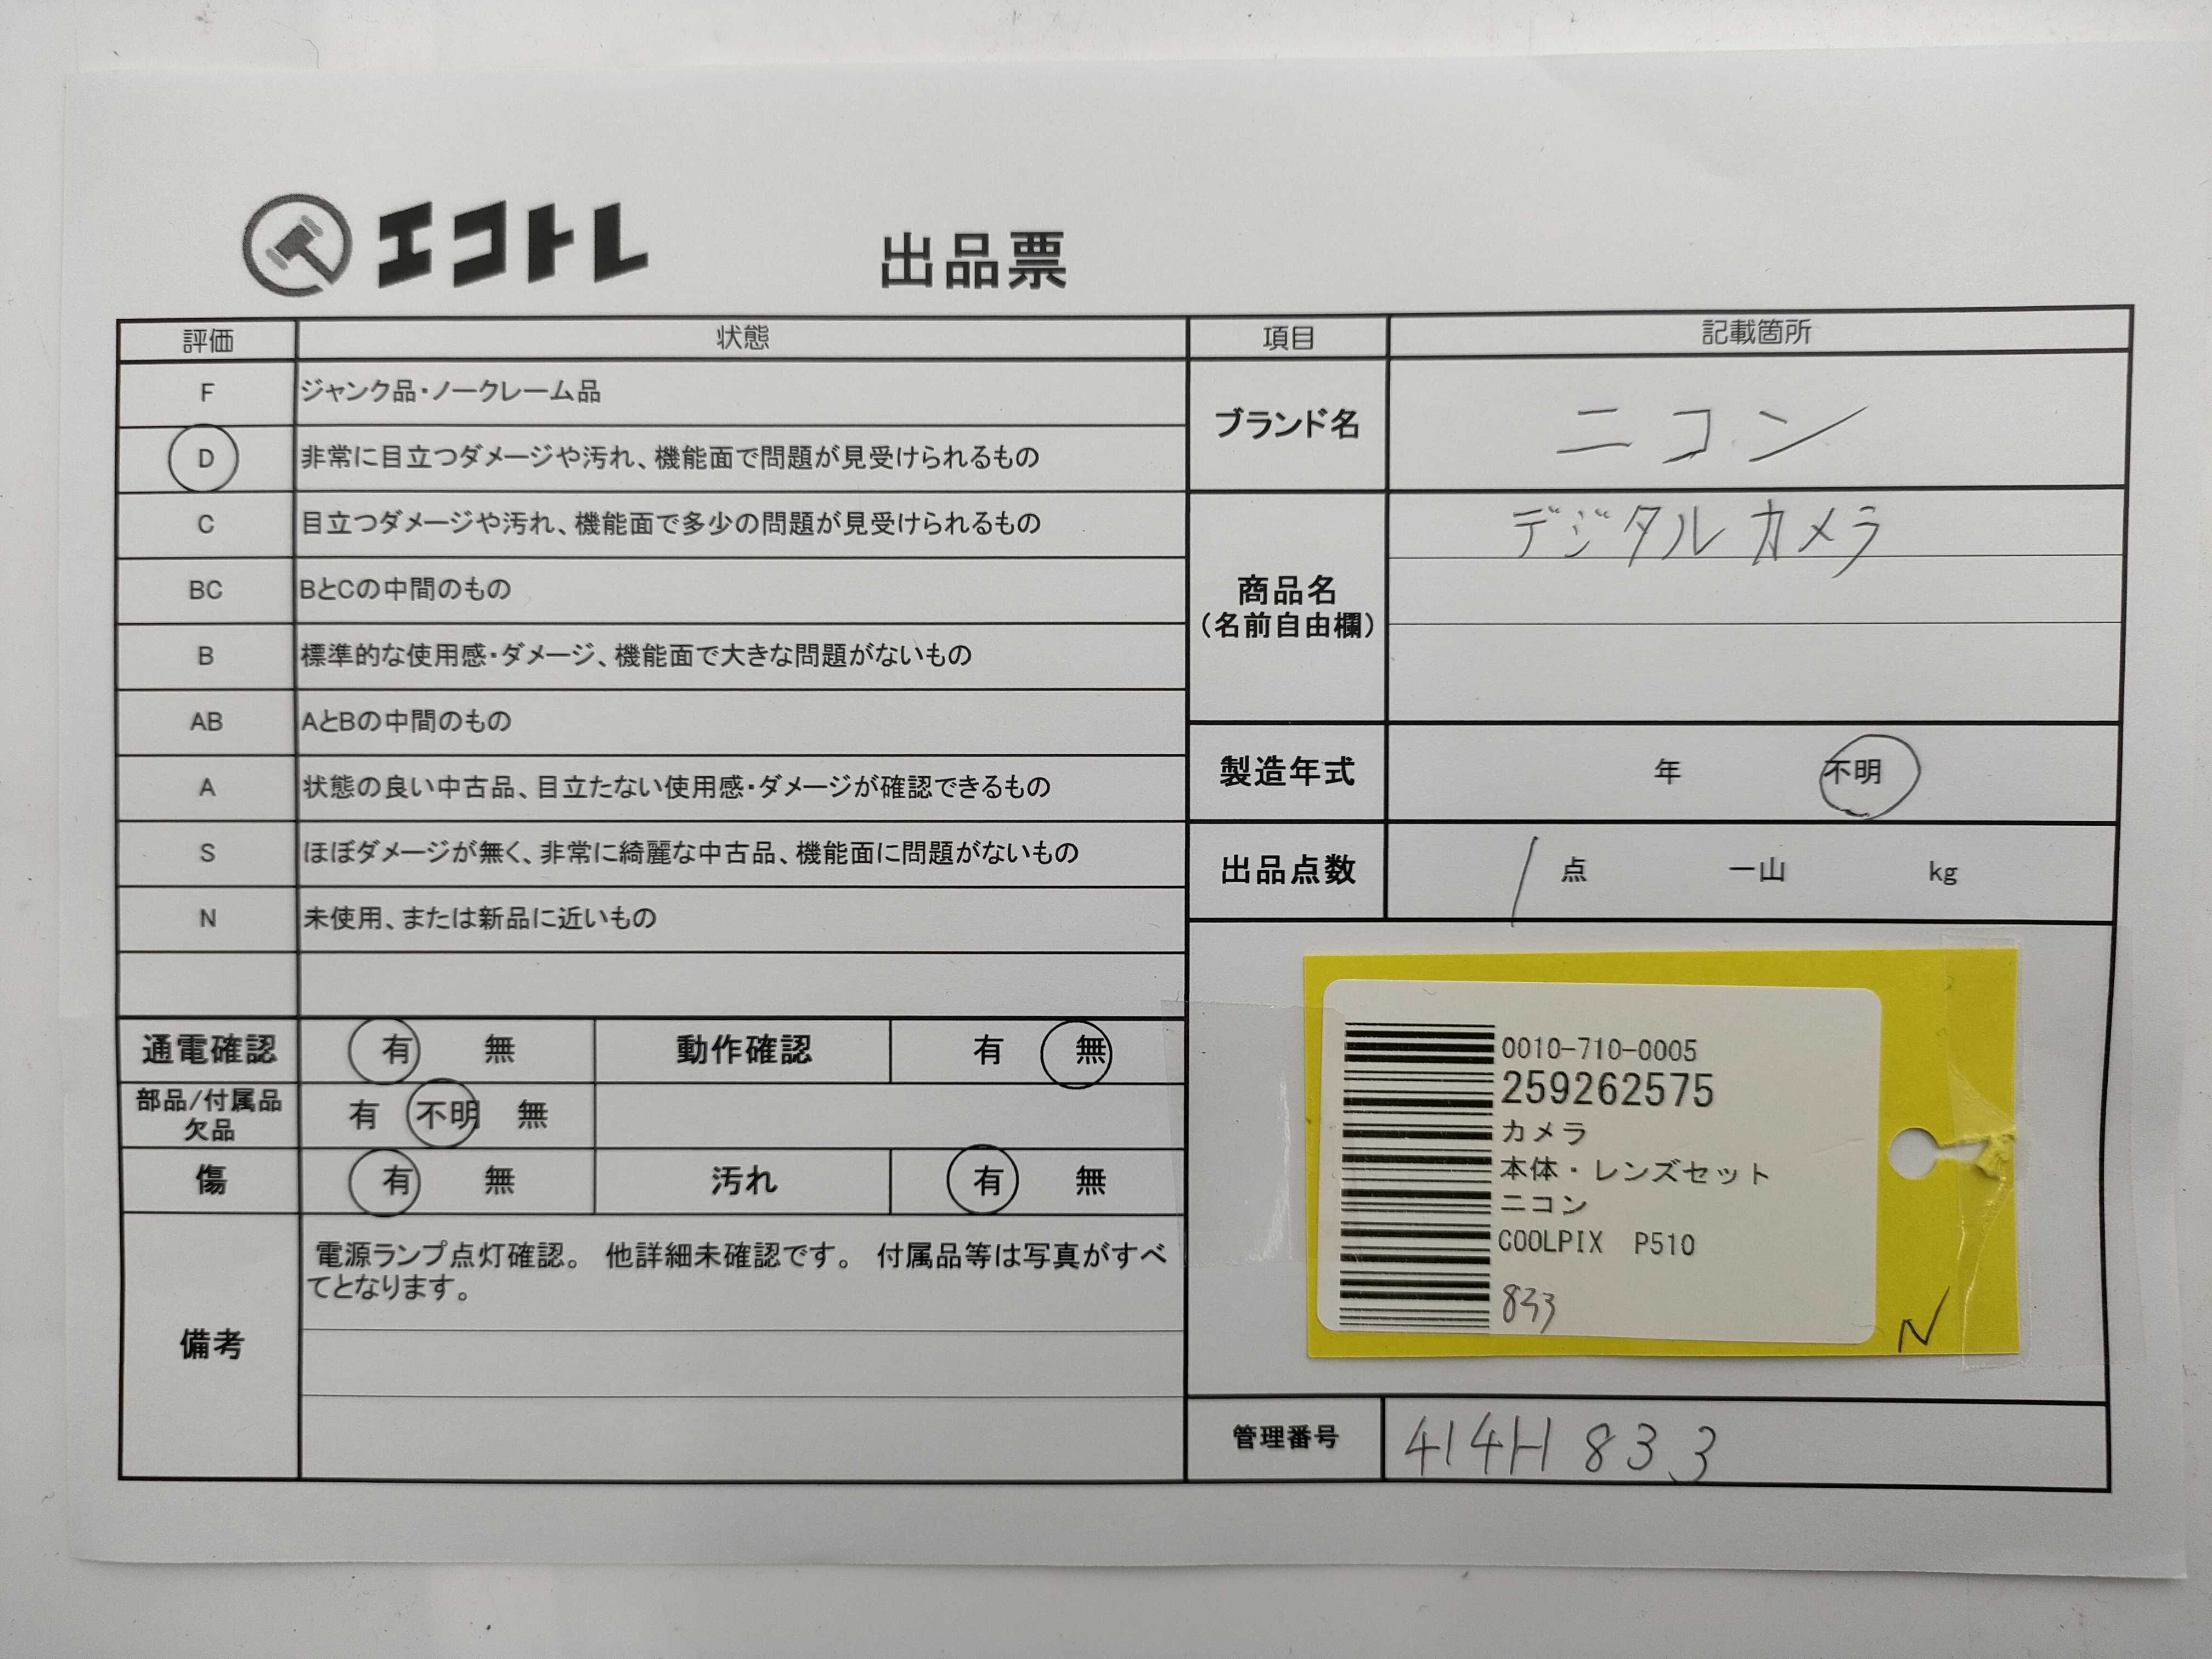 エコトレ
出品票
評価 状態
F ジャンク品・ノークレーム品
D 非常に目立つダメージや汚れ、機能面で問題が見受けられるもの
C 目立つダメージや汚れ、機能面で多少の問題が見受けられるもの
BC BとCの中間のもの
B 標準的な使用感・ダメージ、機能面で大きな問題がないもの
AB AとBの中間のもの
A 状態の良い中古品、目立たない使用感・ダメージが確認できるもの
S ほぼダメージが無く、非常に綺麗な中古品、機能面に問題がないもの
N 未使用、または新品に近いもの
通電確認 有 無 動作確認 有 無
部品/付属品
欠品
有 不明 無
傷 有 無 汚れ 有 無
備考
電源ランプ点灯確認。 他詳細未確認です。 付属品等は写真がすべ
てとなります。
項目 記載箇所
ブランド名 ニコン
商品名
(名前自由欄)
デジタルカメラ
製造年式 年 不明
出品点数 1 点 一山 kg
0010-710-0005
259262575
カメラ
本体・レンズセット
ニコン
COOLPIX P510
833
N
管理番号 414H 833